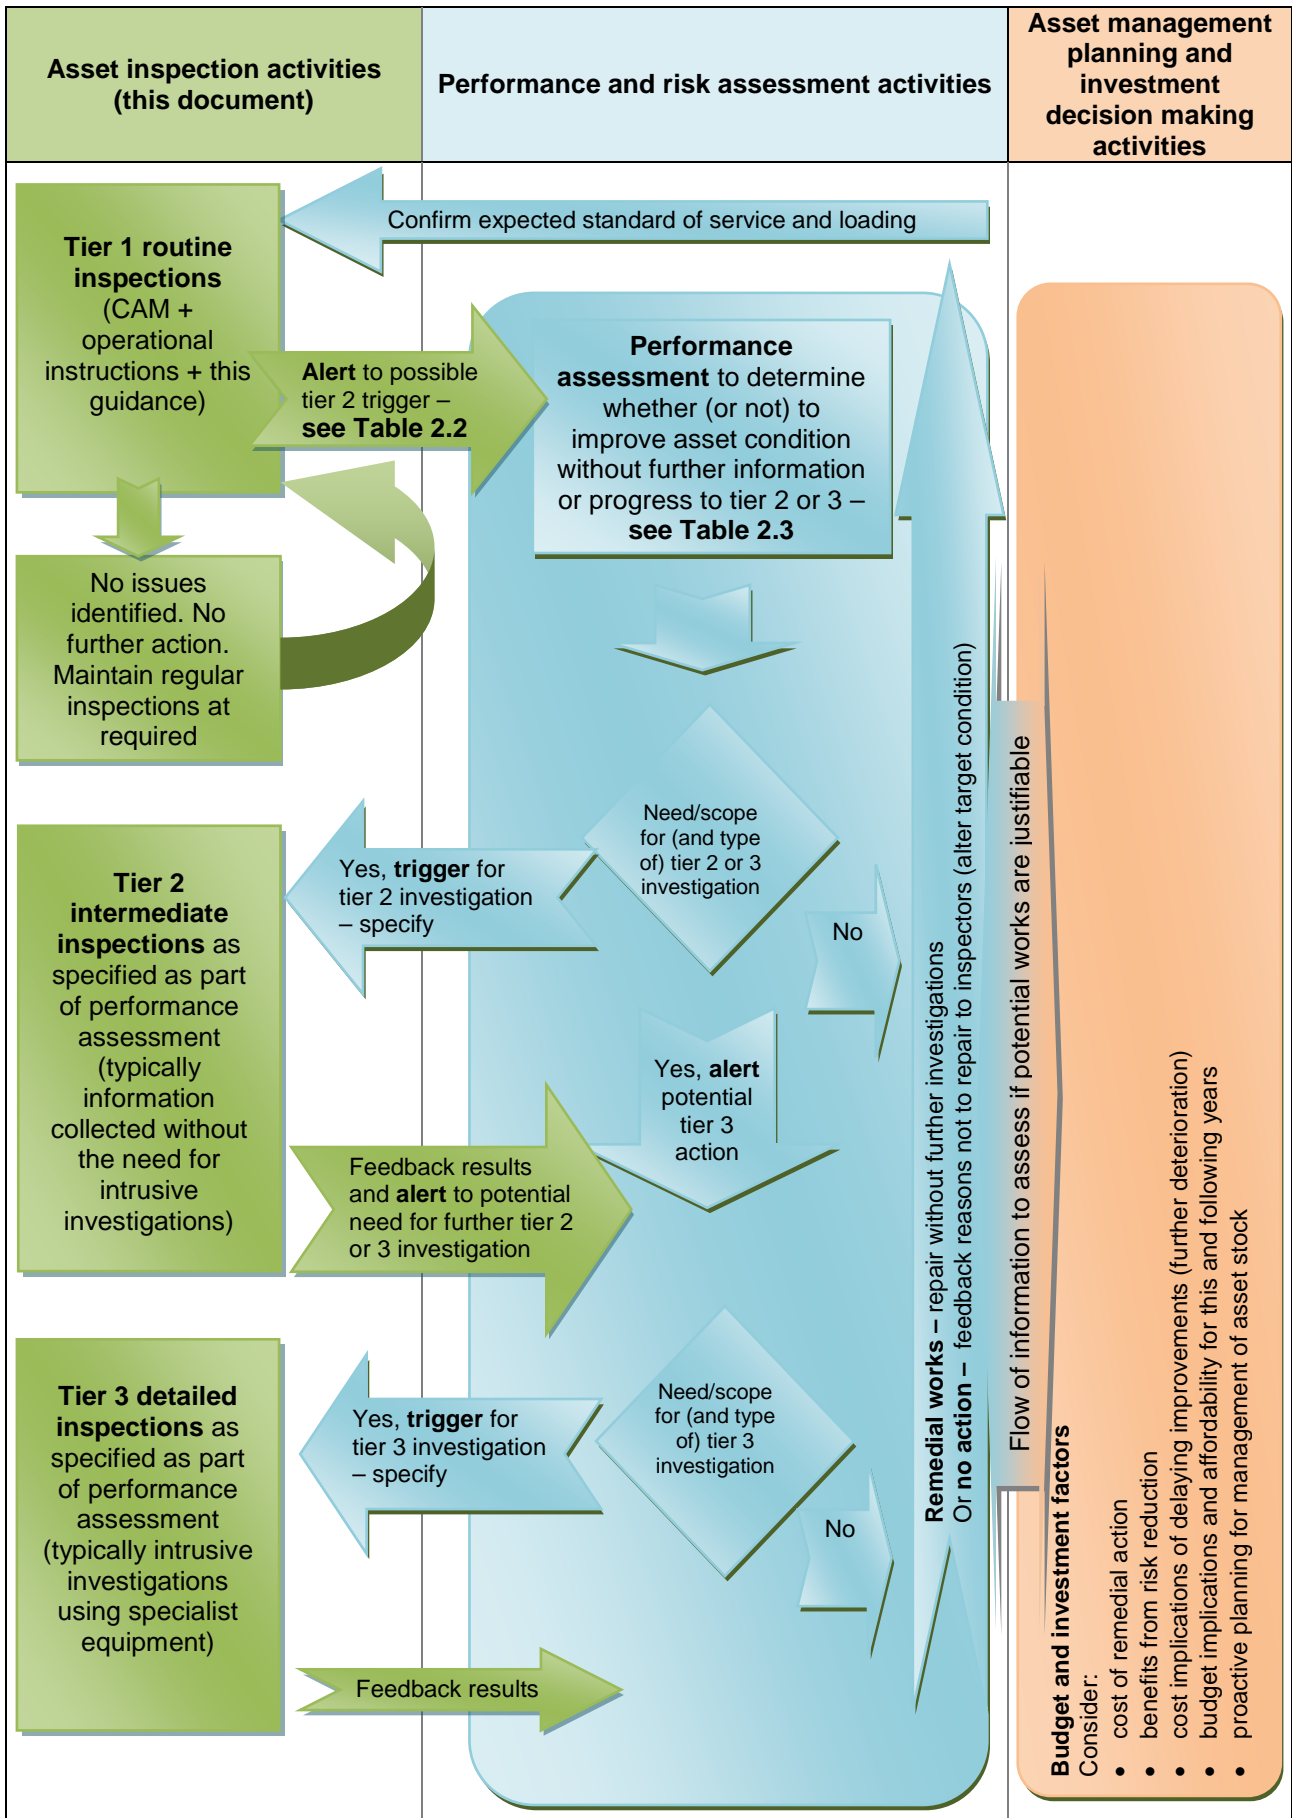 Asset inspection activities
(this document)
Performance and risk assessment activities
Asset management
planning and
investment
decision making
activities
Confirm expected standard of service and loading
Tier 1 routine
inspections
(CAM +
operational
instructions + this
guidance)
Alert to possible
tier 2 trigger –
see Table 2.2
Performance
assessment to determine
whether (or not) to
improve asset condition
without further information
or progress to tier 2 or 3 –
see Table 2.3
No issues
identified. No
further action.
Maintain regular
inspections at
required
Need/scope
for (and type
of) tier 2 or 3
investigation
Yes, trigger for
tier 2 investigation
– specify
No
Tier 2
intermediate
inspections as
specified as part
of performance
assessment
(typically
information
collected without
the need for
intrusive
investigations)
Yes, alert
potential
tier 3
action
Feedback results
and alert to potential
need for further tier 2
or 3 investigation
Need/scope
for (and type
of) tier 3
investigation
Yes, trigger for
tier 3 investigation
– specify
No
Tier 3 detailed
inspections as
specified as part
of performance
assessment
(typically intrusive
investigations
using specialist
equipment)
Feedback results
Remedial works – repair without further investigations
Or no action – feedback reasons not to repair to inspectors (alter target condition)
Flow of information to assess if potential works are justifiable
Budget and investment factors
Consider:
• cost of remedial action
• benefits from risk reduction
• cost implications of delaying improvements (further deterioration)
• budget implications and affordability for this and following years
• proactive planning for management of asset stock